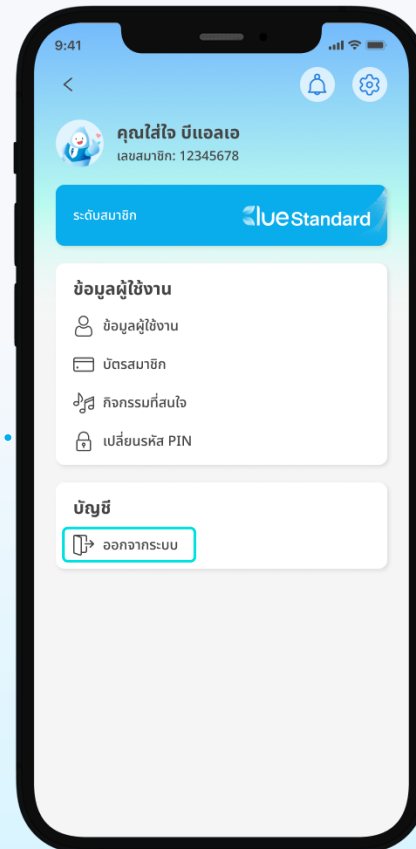 9:41
คุณใส่ใจ บีแอลเอ
เลขสมาชิก: 12345678
ระดับสมาชิก
Blue Standard
ข้อมูลผู้ใช้งาน
ข้อมูลผู้ใช้งาน
บัตรสมาชิก
กิจกรรมที่สนใจ
เปลี่ยนรหัส PIN
บัญชี
ออกจากระบบ